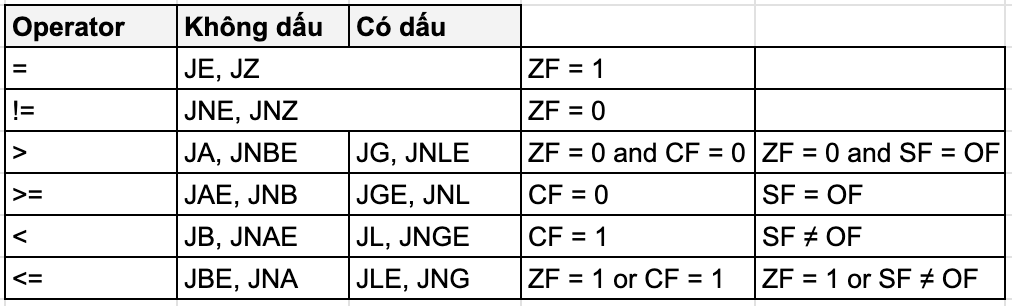 Operator Không dấu Có dấu
= JE, JZ ZF = 1
!= JNE, JNZ ZF = 0
> JA, JNBE JG, JNLE ZF = 0 and CF = 0 ZF = 0 and SF = OF
>= JAE, JNB JGE, JNL CF = 0 SF = OF
< JB, JNAE JL, JNGE CF = 1 SF ≠ OF
<= JBE, JNA JLE, JNG ZF = 1 or CF = 1 ZF = 1 or SF ≠ OF